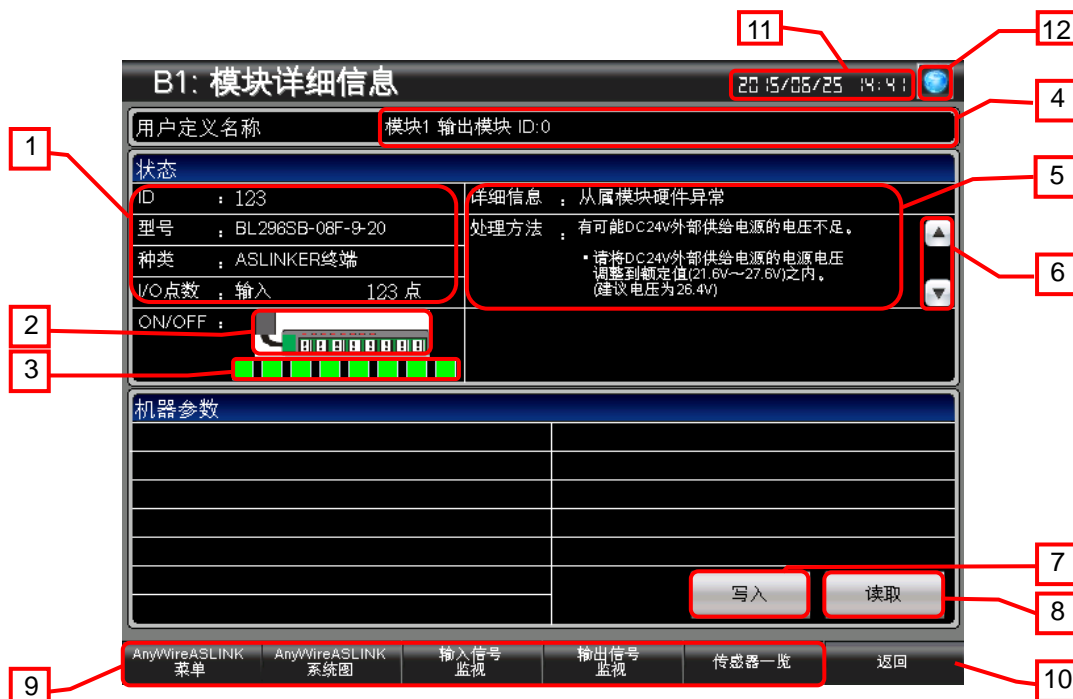 11
12
B1: 模块详细信息
2015/06/25 14:41
4
用户定义名称 模块1 输出模块 ID:0
1
状态
5
ID : 123
详细信息 : 从属模块硬件异常
型号 : BL296SB-08F-9-20
处理方法 : 有可能DC24V外部供给电源的电压不足。
种类 : ASLINKER终端
・请将DC24V外部供给电源的电源电压
调整到额定值(21.6V～27.6V)之内。
(建议电压为26.4V)
6
I/O点数 : 输入 123 点
2
ON/OFF :
3
机器参数
7
写入
读取
8
AnyWireASLINK
菜单
AnyWireASLINK
系统图
输入信号
监视
输出信号
监视
传感器一览
返回
9
10